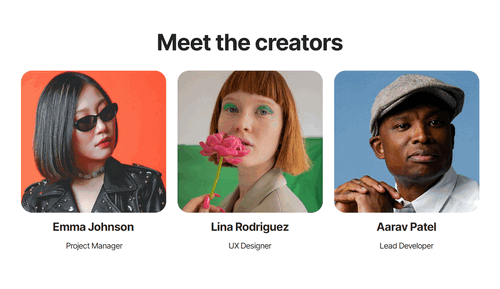 Meet the creators
Emma Johnson
Lina Rodriguez
Aarav Patel
Project Manager
UX Designer
Lead Developer